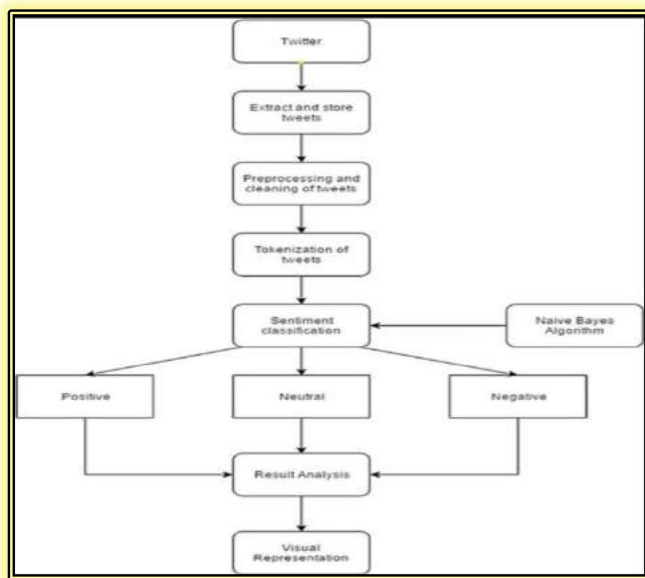 Twitter
Extract and store
tweets
Preprocessing and
cleaning of tweets
Tokenization of
tweets
Sentiment
classification
Naive Bayes
Algorithm
Positive
Neutral
Negative
Result Analysis
Visual
Representation